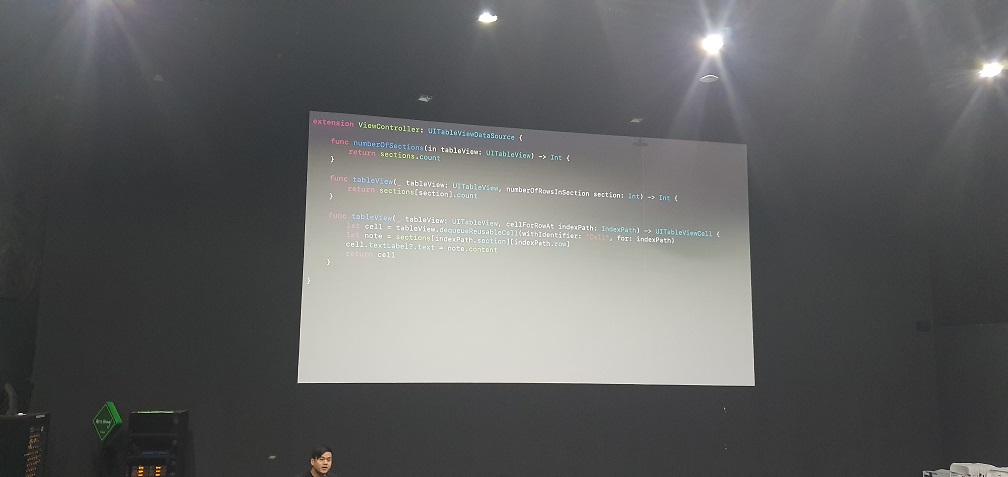 extension ViewController: UITableViewDataSource {
func numberOfSections(in tableView: UITableView) -> Int {
return sections.count
}
func tableView(_ tableView: UITableView, numberOfRowsInSection section: Int) -> Int {
return sections[section].count
}
func tableView(_ tableView: UITableView, cellForRowAt indexPath: indexPath) -> UITableViewCell {
let cell = tableView.dequeueReusableCell(withIdentifier: "Cell", for: indexPath)
let note = sections[indexPath.section][indexPath.row]
cell.textLabel?.text = note.content
return cell
}
}